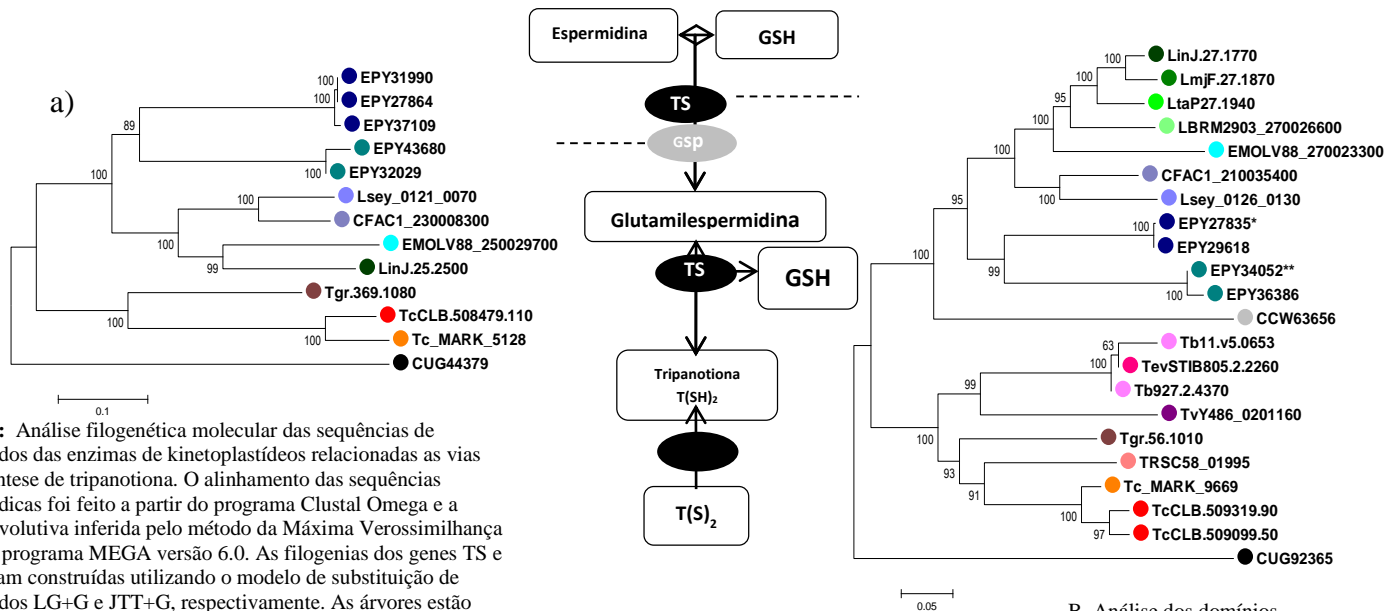 a)
EPY31990
EPY27864
EPY37109
EPY43680
EPY32029
Lsey_0121_0070
CFAC1_230008300
EMOLV88_250029700
LinJ.25.2500
Tgr.369.1080
TcCLB.508479.110
Tc_MARK_5128
CUG44379
100
100
89
100
100
100
100
99
100
100
0.1
: Análise filogenética molecular das sequências de
dos das enzimas de kinetoplastídeos relacionadas as vias
ntese de tripanotiona. O alinhamento das sequências
dicas foi feito a partir do programa Clustal Omega e a
volutiva inferida pelo método da Máxima Verossimilhança
programa MEGA versão 6.0. As filogenias dos genes TS e
am construídas utilizando o modelo de substituição de
dos LG+G e JTT+G, respectivamente. As árvores estão
Espermidina
GSH
TS
Gsp
Glutamilespermidina
TS
GSH
Tripanotiona
T(SH)2
T(S)2
LinJ.27.1770
LmjF.27.1870
LtaP27.1940
LBRM2903_270026600
EMOLV88_270023300
CFAC1_210035400
Lsey_0126_0130
EPY27835*
EPY29618
EPY34052**
EPY36386
CCW63656
Tb11.v5.0653
TevSTIB805.2.2260
Tb927.2.4370
TvY486_0201160
Tgr.56.1010
TRSC58_01995
Tc_MARK_9669
TcCLB.509319.90
TcCLB.509099.50
CUG92365
100
100
95
100
100
95
100
100
99
100
100
63
100
99
100
93
91
100
97
0.05
B. Análise dos domínios